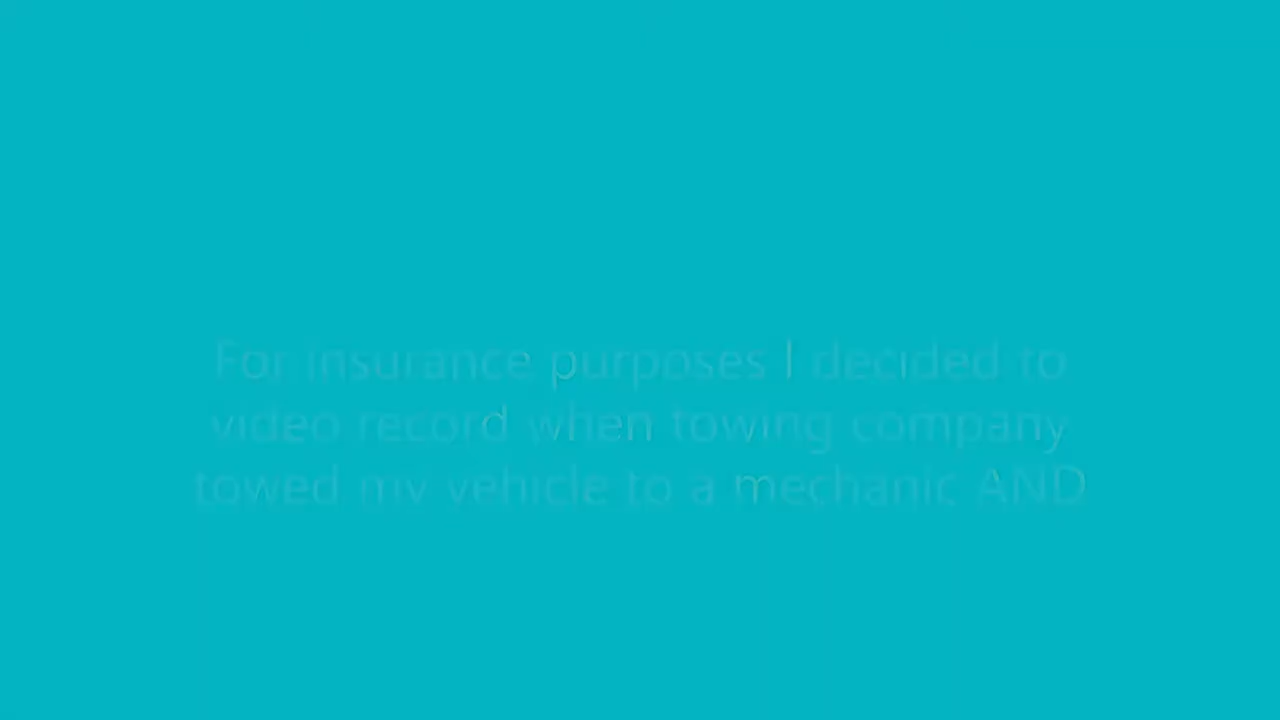 For insurance purposes I decided to
video record when towing company
towed my vehicle to a mechanic AND